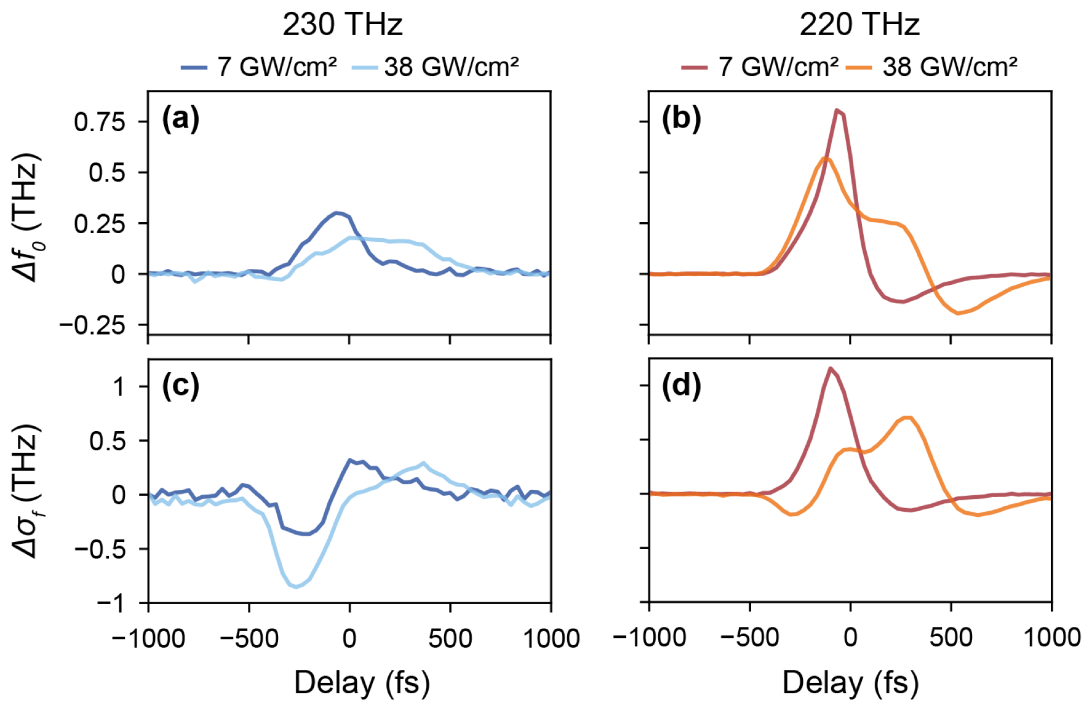 230 THz 220 THz
7 GW/cm² 38 GW/cm² 7 GW/cm² 38 GW/cm²
(a) (b)
0.75
0.5
0.25
0
−0.25
Δf₀ (THz)
(c) (d)
1
0.5
0
−0.5
−1
Δσf (THz)
−1000 −500 0 500 1000 −1000 −500 0 500 1000
Delay (fs) Delay (fs)